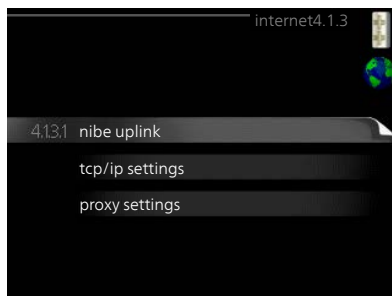 internet4.1.3
4.1.3.1 nibe uplink
tcp/ip settings
proxy settings